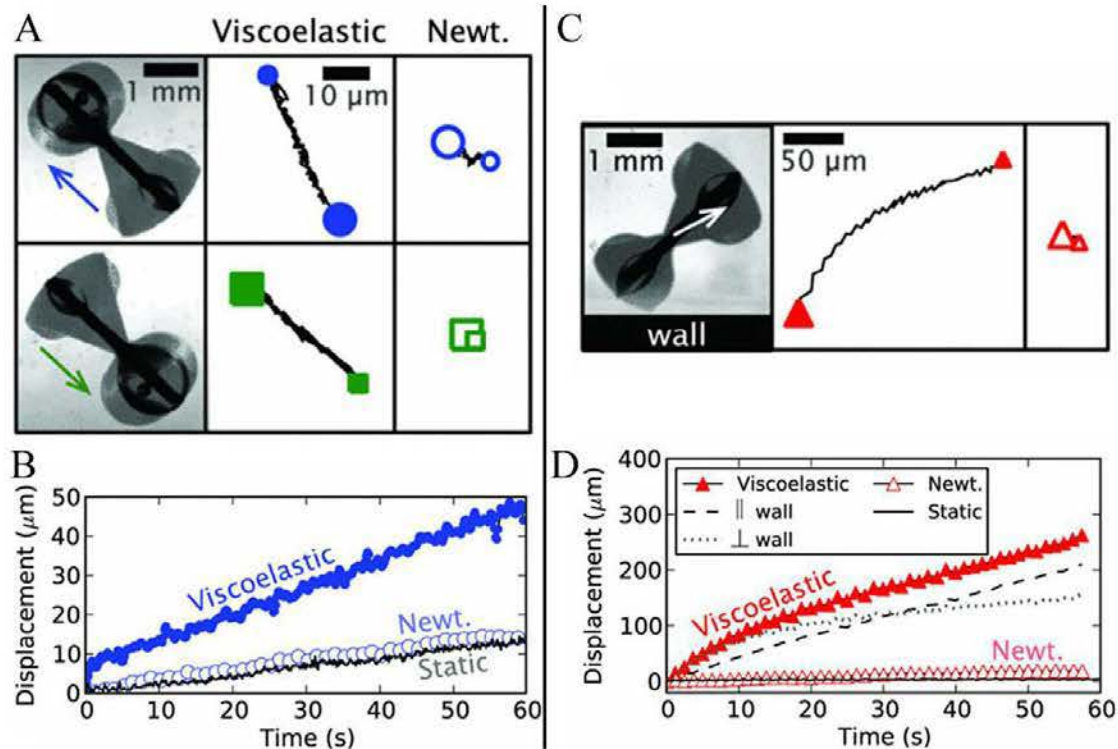 A
Viscoelastic
Newt.
1 mm
10 μm
B
Displacement (μm)
50
40
30
20
10
0
Viscoelastic
Newt.
Static
0 10 20 30 40 50 60
Time (s)
C
1 mm
50 μm
wall
D
Displacement (μm)
400
300
200
100
0
Viscoelastic
|| wall
⊥ wall
Newt.
Static
Viscoelastic
Newt.
0 10 20 30 40 50 60
Time (s)